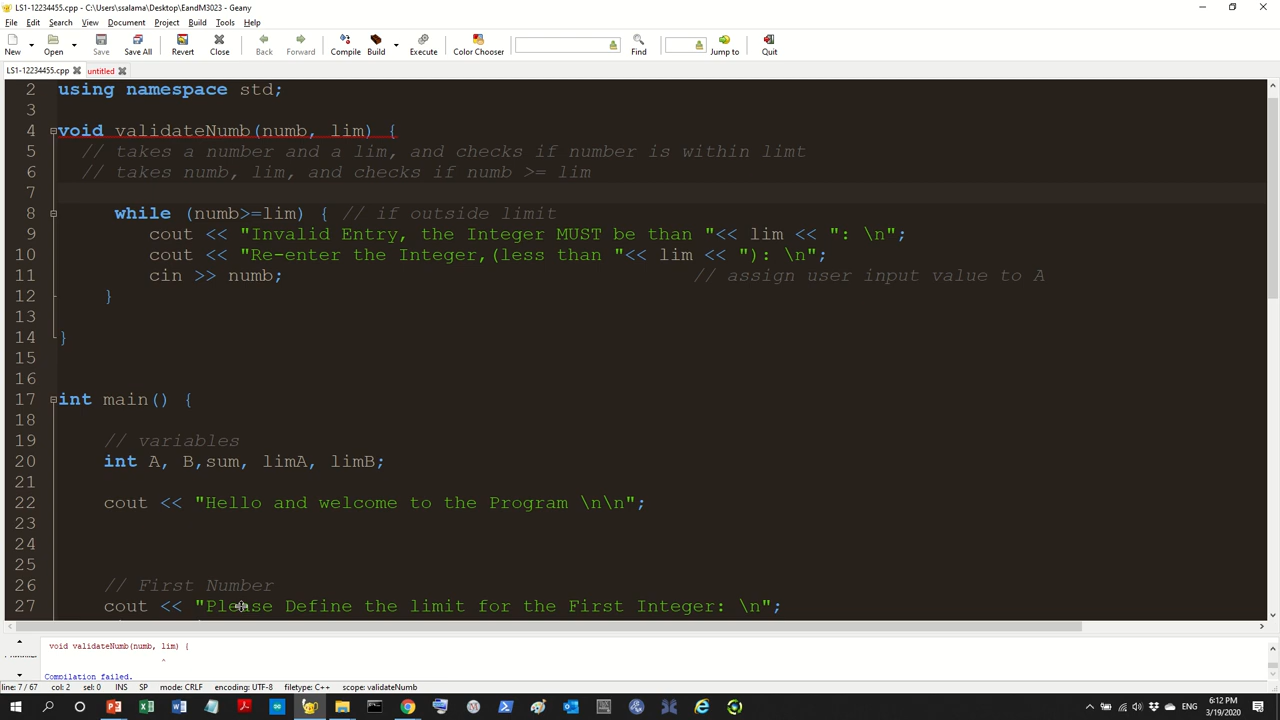 LS1-12234455.cpp - C:\Users\ssalama\Desktop\EandM3023 - Geany
File Edit Search View Document Project Build Tools Help
New Open Save Save All Revert Close Back Forward Compile Build Execute Color Chooser Find Jump to Quit
LS1-12234455.cpp untitled
2 using namespace std;
3
4 void validateNumb(numb, lim) {
5 // takes a number and a lim, and checks if number is within limt
6 // takes numb, lim, and checks if numb >= lim
7
8 while (numb>=lim) { // if outside limit
9 cout << "Invalid Entry, the Integer MUST be than "<< lim << ": \n";
10 cout << "Re-enter the Integer,(less than "<< lim << "): \n";
11 cin >> numb; // assign user input value to A
12 }
13
14 }
15
16
17 int main() {
18
19 // variables
20 int A, B,sum, limA, limB;
21
22 cout << "Hello and welcome to the Program \n\n";
23
24
25
26 // First Number
27 cout << "Please Define the limit for the First Integer: \n";
void validateNumb(numb, lim) {
^
Compilation failed.
line: 7 / 67 col: 2 sel: 0 INS SP mode: CRLF encoding: UTF-8 filetype: C++ scope: validateNumb
6:12 PM
3/19/2020